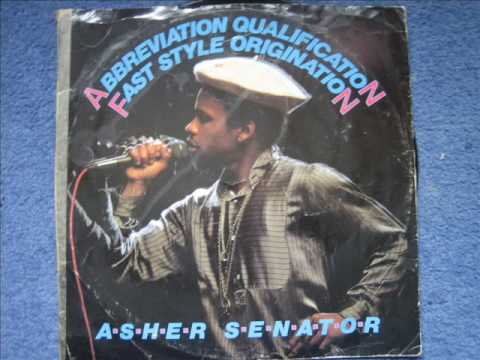 ABBREVIATION QUALIFICATION
FAST STYLE ORIGINATION
A·S·H·E·R S·E·N·A·T·O·R